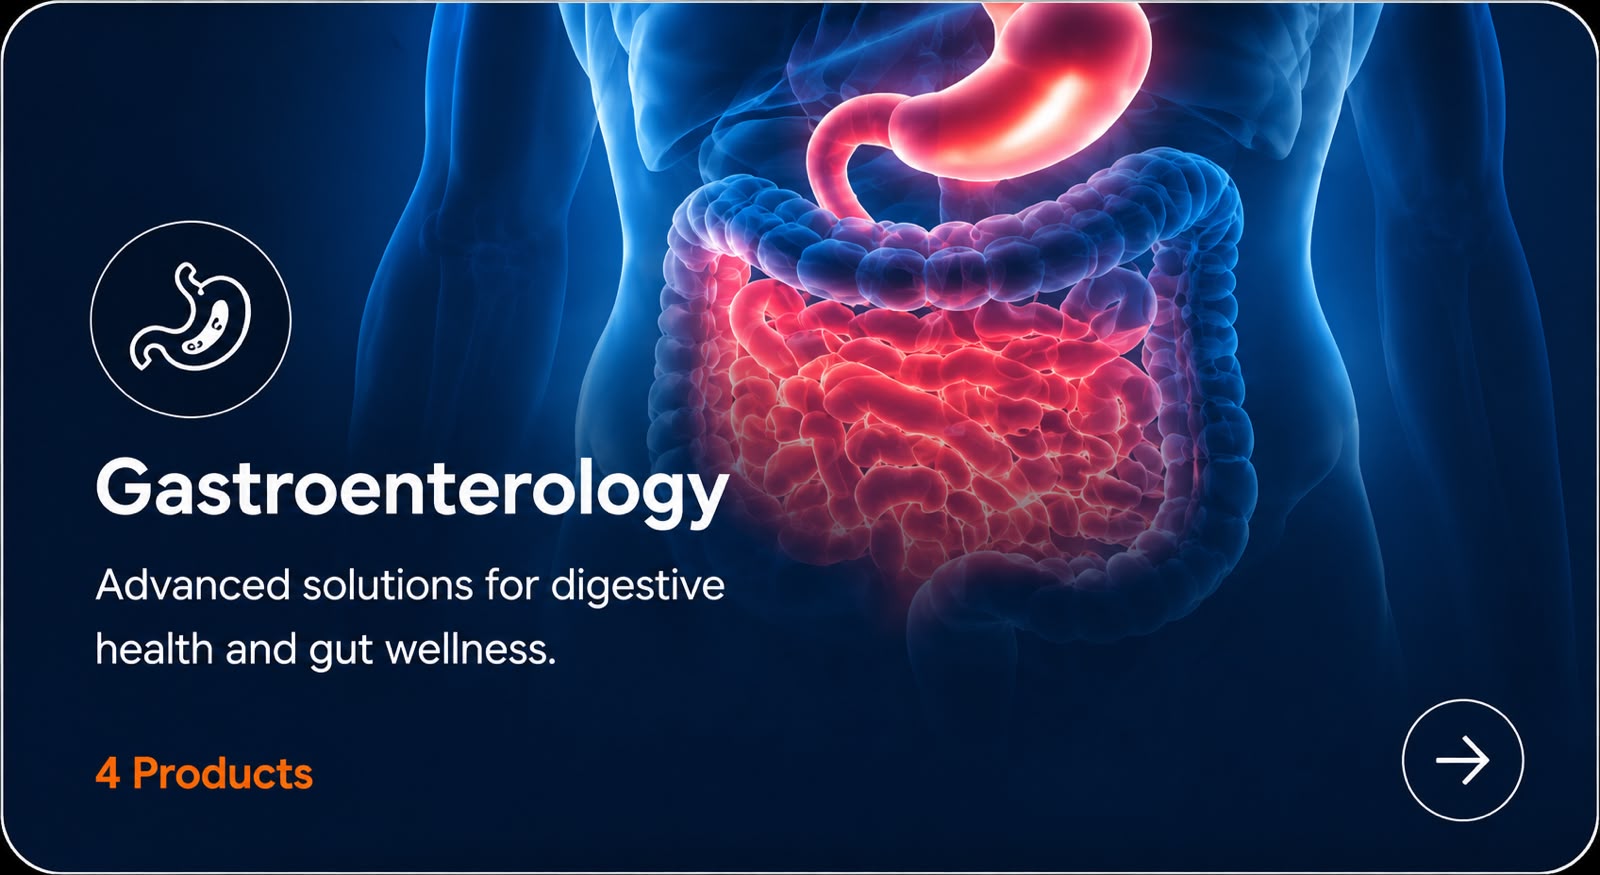 Gastroenterology
Advanced solutions for digestive
health and gut wellness.
4 Products